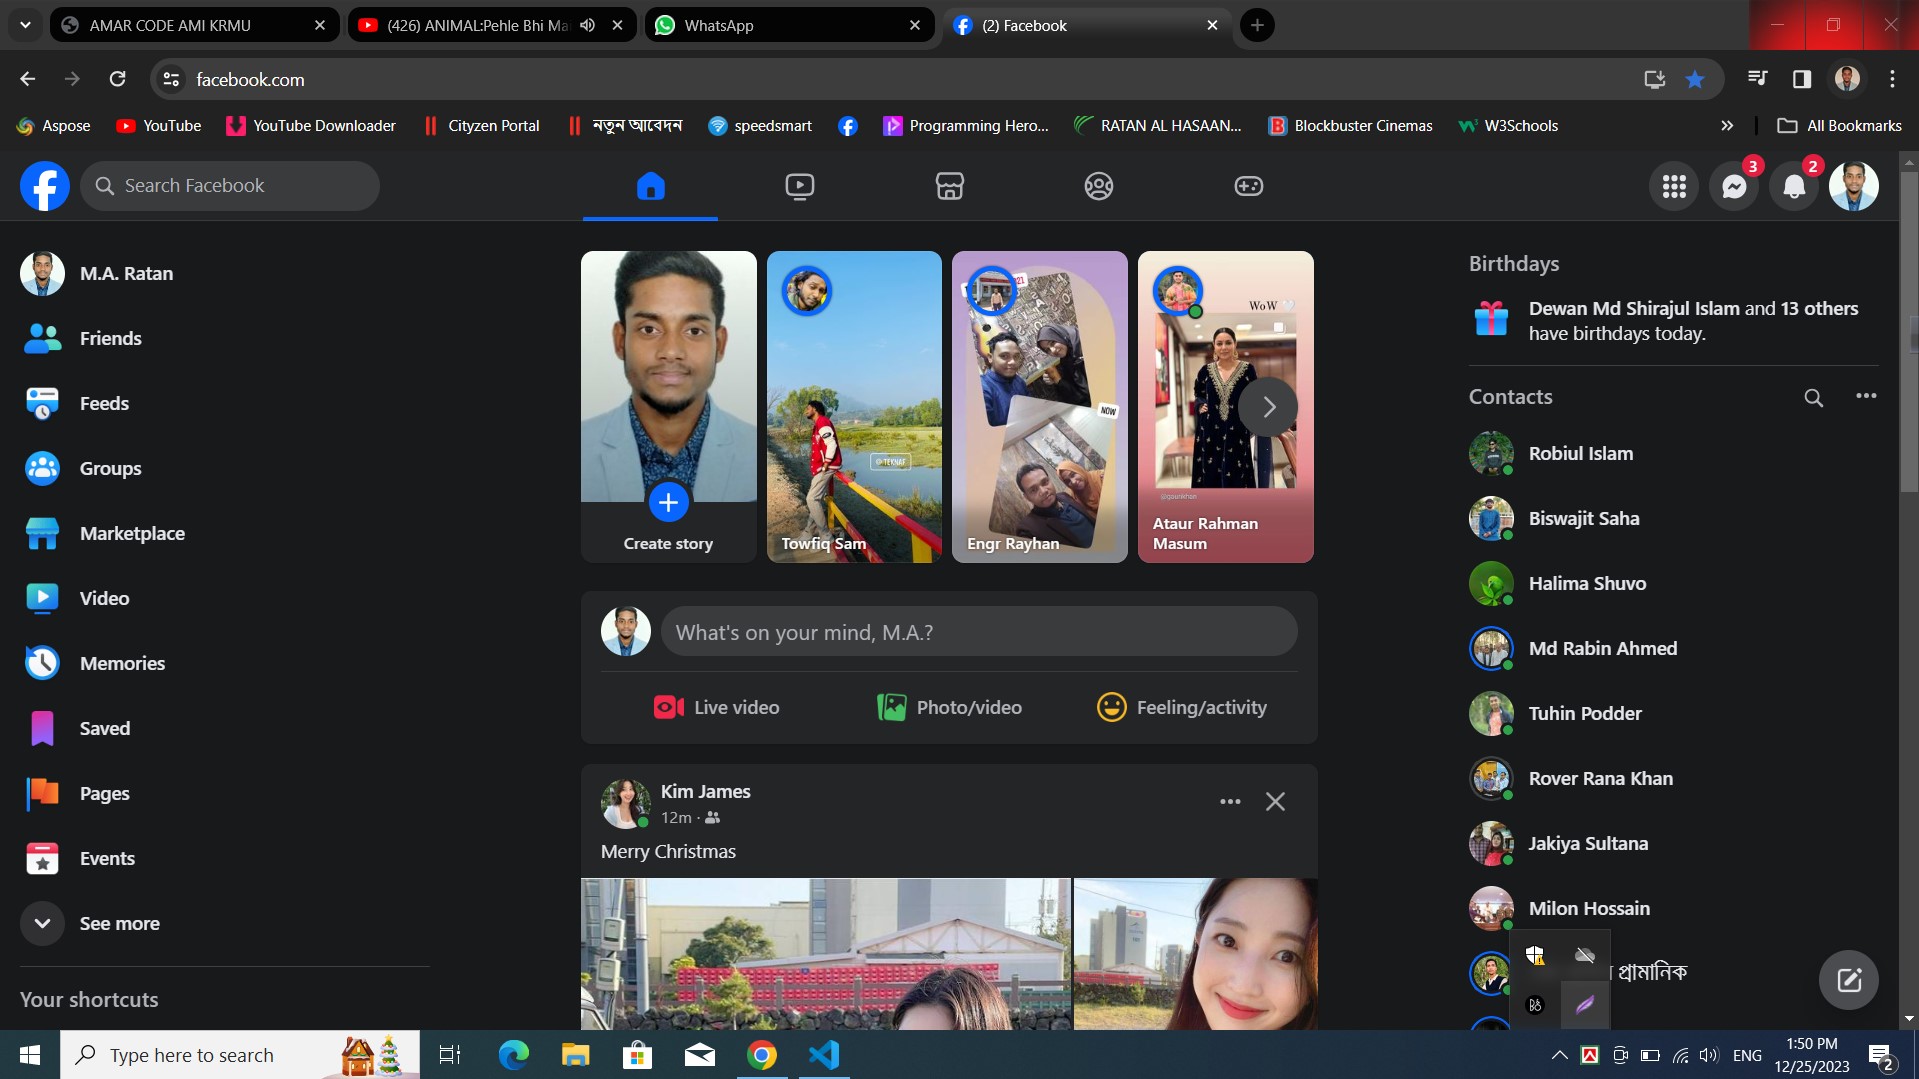 AMAR CODE AMI KRMU
(426) ANIMAL:Pehle Bhi Ma
WhatsApp
(2) Facebook
facebook.com
Aspose
YouTube
YouTube Downloader
Cityzen Portal
নতুন আবেদন
speedsmart
Programming Hero...
RATAN AL HASAAN...
Blockbuster Cinemas
W3Schools
All Bookmarks
Search Facebook
3
2
M.A. Ratan
Friends
Feeds
Groups
Marketplace
Video
Memories
Saved
Pages
Events
See more
Your shortcuts
Create story
@ TEKNAF
Towfiq Sam
NOW
Engr Rayhan
WoW
@gaurikhan
Ataur Rahman
Masum
What's on your mind, M.A.?
Live video
Photo/video
Feeling/activity
Kim James
12m ·
Merry Christmas
Birthdays
Dewan Md Shirajul Islam and 13 others
have birthdays today.
Contacts
Robiul Islam
Biswajit Saha
Halima Shuvo
Md Rabin Ahmed
Tuhin Podder
Rover Rana Khan
Jakiya Sultana
Milon Hossain
প্রামানিক
Type here to search
ENG
1:50 PM
12/25/2023
2